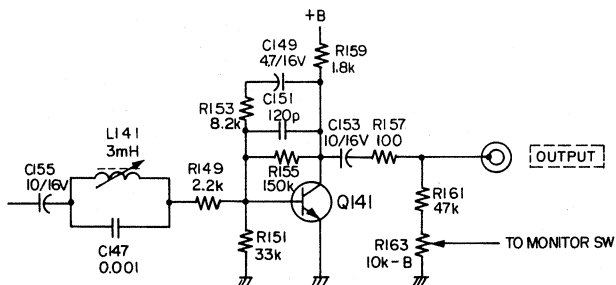 +B
C149
4.7/16V
R159
1.8k
R153
8.2k
C151
120p
C153
10/16V
R157
100
L141
3mH
C155
10/16V
R149
2.2k
R155
150k
Q141
OUTPUT
R161
47k
C147
0.001
R151
33k
R163
10k-B
TO MONITOR SW